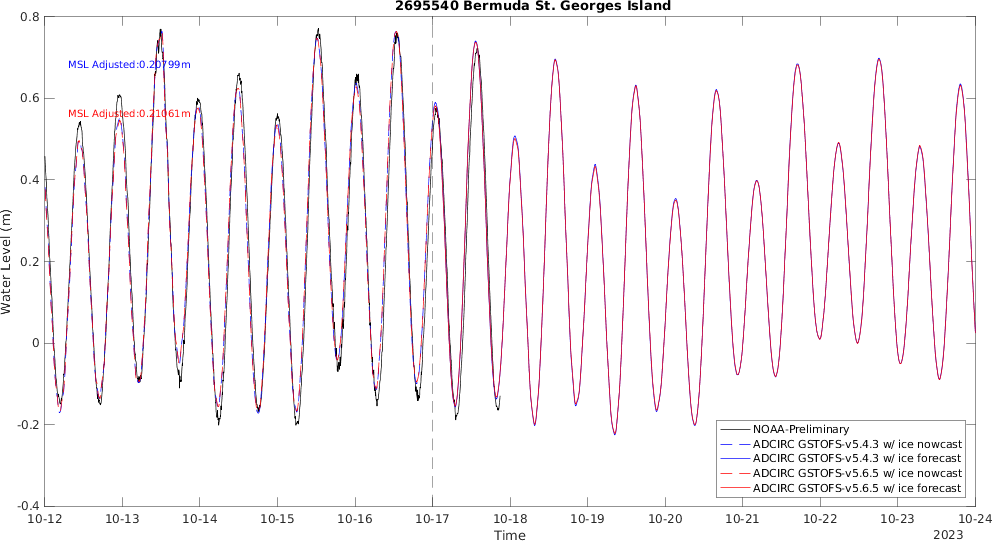 2695540 Bermuda St. Georges Island
0.8
MSL Adjusted:0.20799m
0.6
MSL Adjusted:0.21061m
0.4
Water Level (m)
0.2
0
-0.2
-0.4
NOAA-Preliminary
ADCIRC GSTOFS-v5.4.3 w/ ice nowcast
ADCIRC GSTOFS-v5.4.3 w/ ice forecast
ADCIRC GSTOFS-v5.6.5 w/ ice nowcast
ADCIRC GSTOFS-v5.6.5 w/ ice forecast
10-12 10-13 10-14 10-15 10-16 10-17 10-18 10-19 10-20 10-21 10-22 10-23 10-24
Time
2023